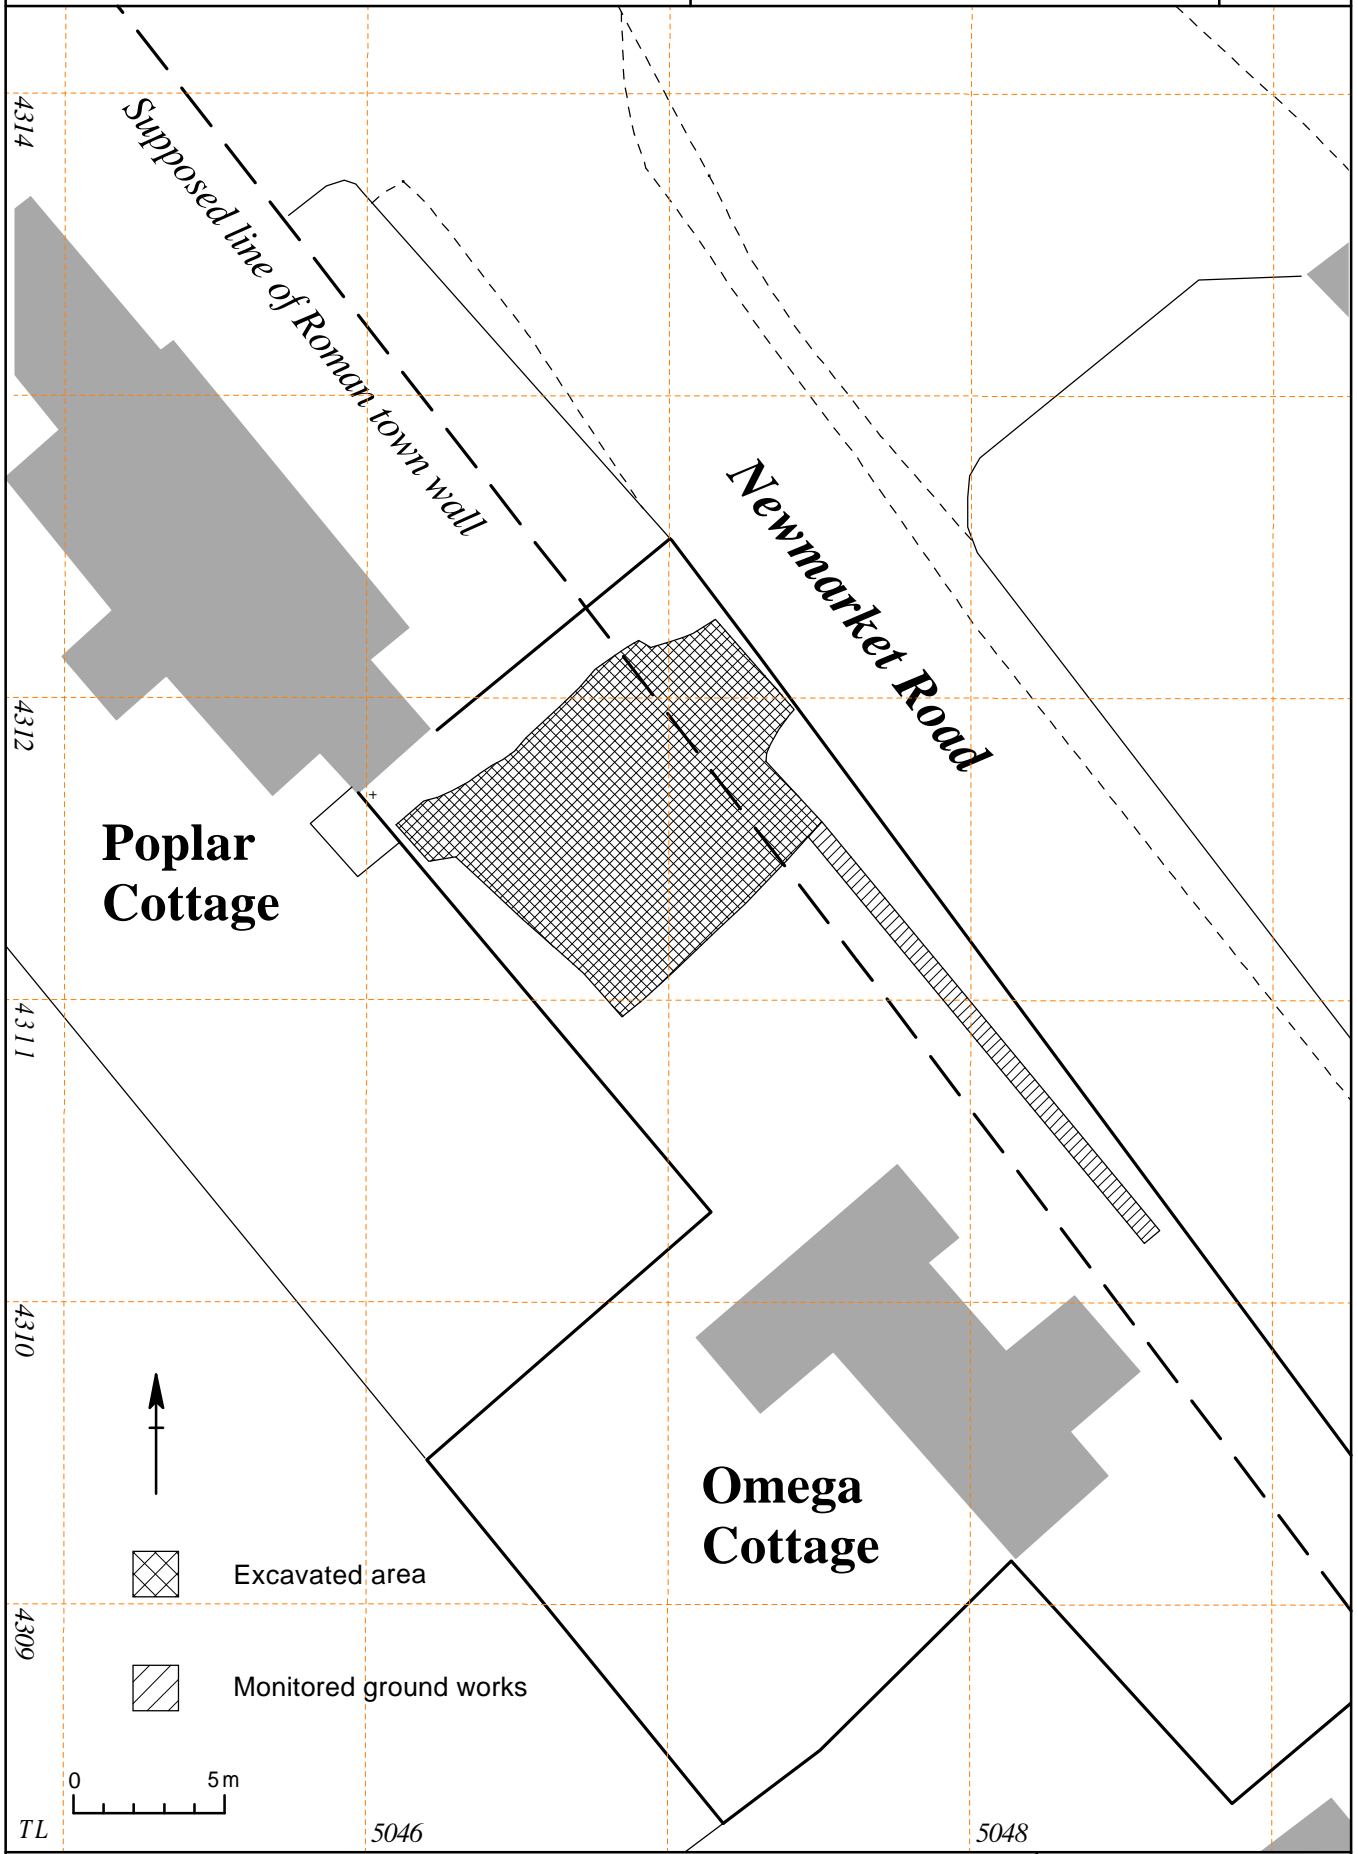 4314
Supposed line of Roman town wall
Newmarket Road
4312
Poplar
Cottage
4311
4310
Omega
Cottage
Excavated area
4309
Monitored ground works
0 5m
TL 5046 5048